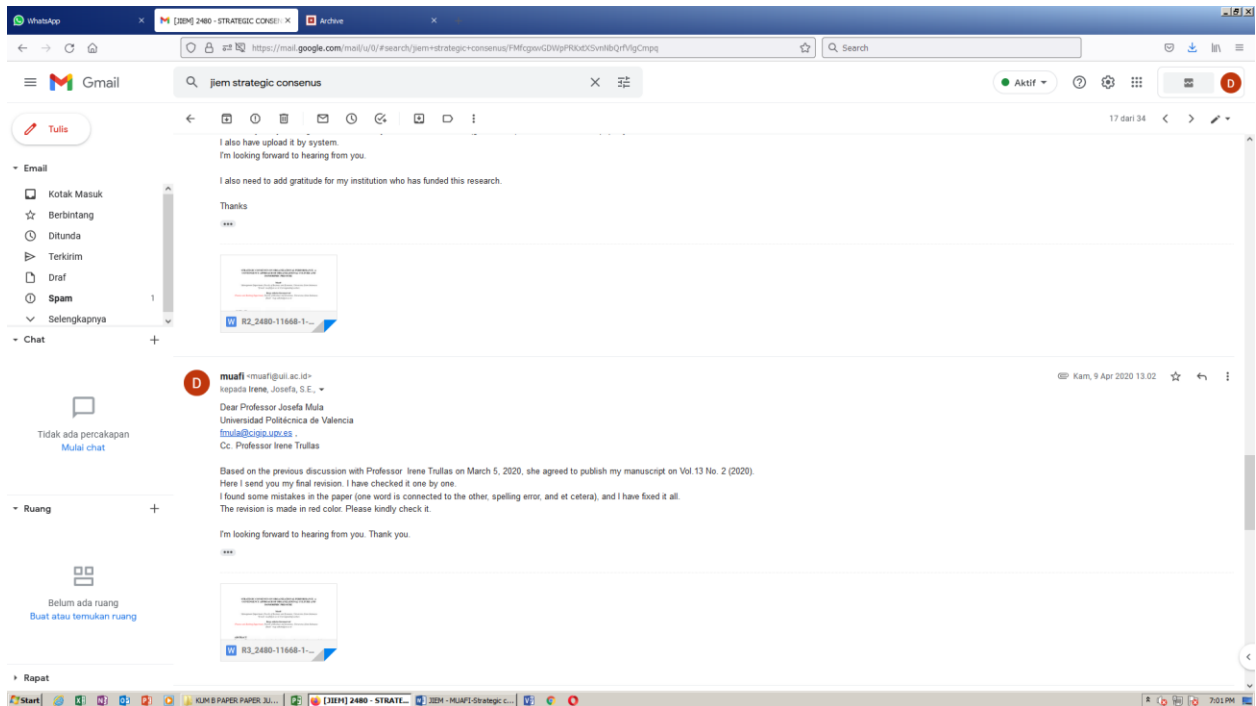 WhatsApp
[JIEM] 2480 - STRATEGIC CONSEN
Archive
https://mail.google.com/mail/u/0/#search/jiem+strategic+consenus/FMfcgxwGDWpPRKxtXSvnNbQrfVlgCmpq
Search
Gmail
jiem strategic consenus
Aktif
D
Tulis
17 dari 34
I also have upload it by system.
I'm looking forward to hearing from you.
I also need to add gratitude for my institution who has funded this research.
Thanks
Email
Kotak Masuk
Berbintang
Ditunda
Terkirim
Draf
Spam 1
Selengkapnya
Chat
Tidak ada percakapan
Mulai chat
Ruang
Belum ada ruang
Buat atau temukan ruang
Rapat
W R2_2480-11668-1-...
D
muafi <muafi@uii.ac.id>
Kam, 9 Apr 2020 13.02
kepada Irene, Josefa, S.E.,
Dear Professor Josefa Mula
Universidad Politécnica de Valencia
fmula@cigip.upv.es ,
Cc. Professor Irene Trullas
Based on the previous discussion with Professor Irene Trullas on March 5, 2020, she agreed to publish my manuscript on Vol.13 No. 2 (2020).
Here I send you my final revision. I have checked it one by one.
I found some mistakes in the paper (one word is connected to the other, spelling error, and et cetera), and I have fixed it all.
The revision is made in red color. Please kindly check it.
I'm looking forward to hearing from you. Thank you.
W R3_2480-11668-1-...
Start
KUM B PAPER PAPER JU...
[JIEM] 2480 - STRATE...
JIEM - MUAFI-Strategic c...
7:01 PM